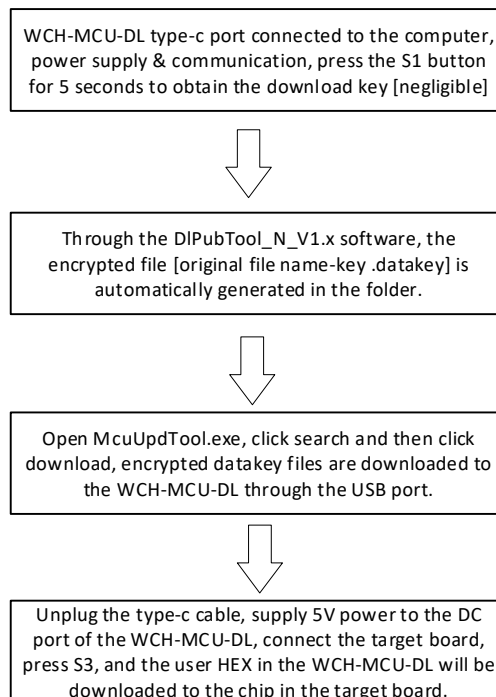 WCH-MCU-DL type-c port connected to the computer,
power supply & communication, press the S1 button
for 5 seconds to obtain the download key [negligible]
Through the DlPubTool_N_V1.x software, the
encrypted file [original file name-key .datakey] is
automatically generated in the folder.
Open McuUpdTool.exe, click search and then click
download, encrypted datakey files are downloaded to
the WCH-MCU-DL through the USB port.
Unplug the type-c cable, supply 5V power to the DC
port of the WCH-MCU-DL, connect the target board,
press S3, and the user HEX in the WCH-MCU-DL will be
downloaded to the chip in the target board.